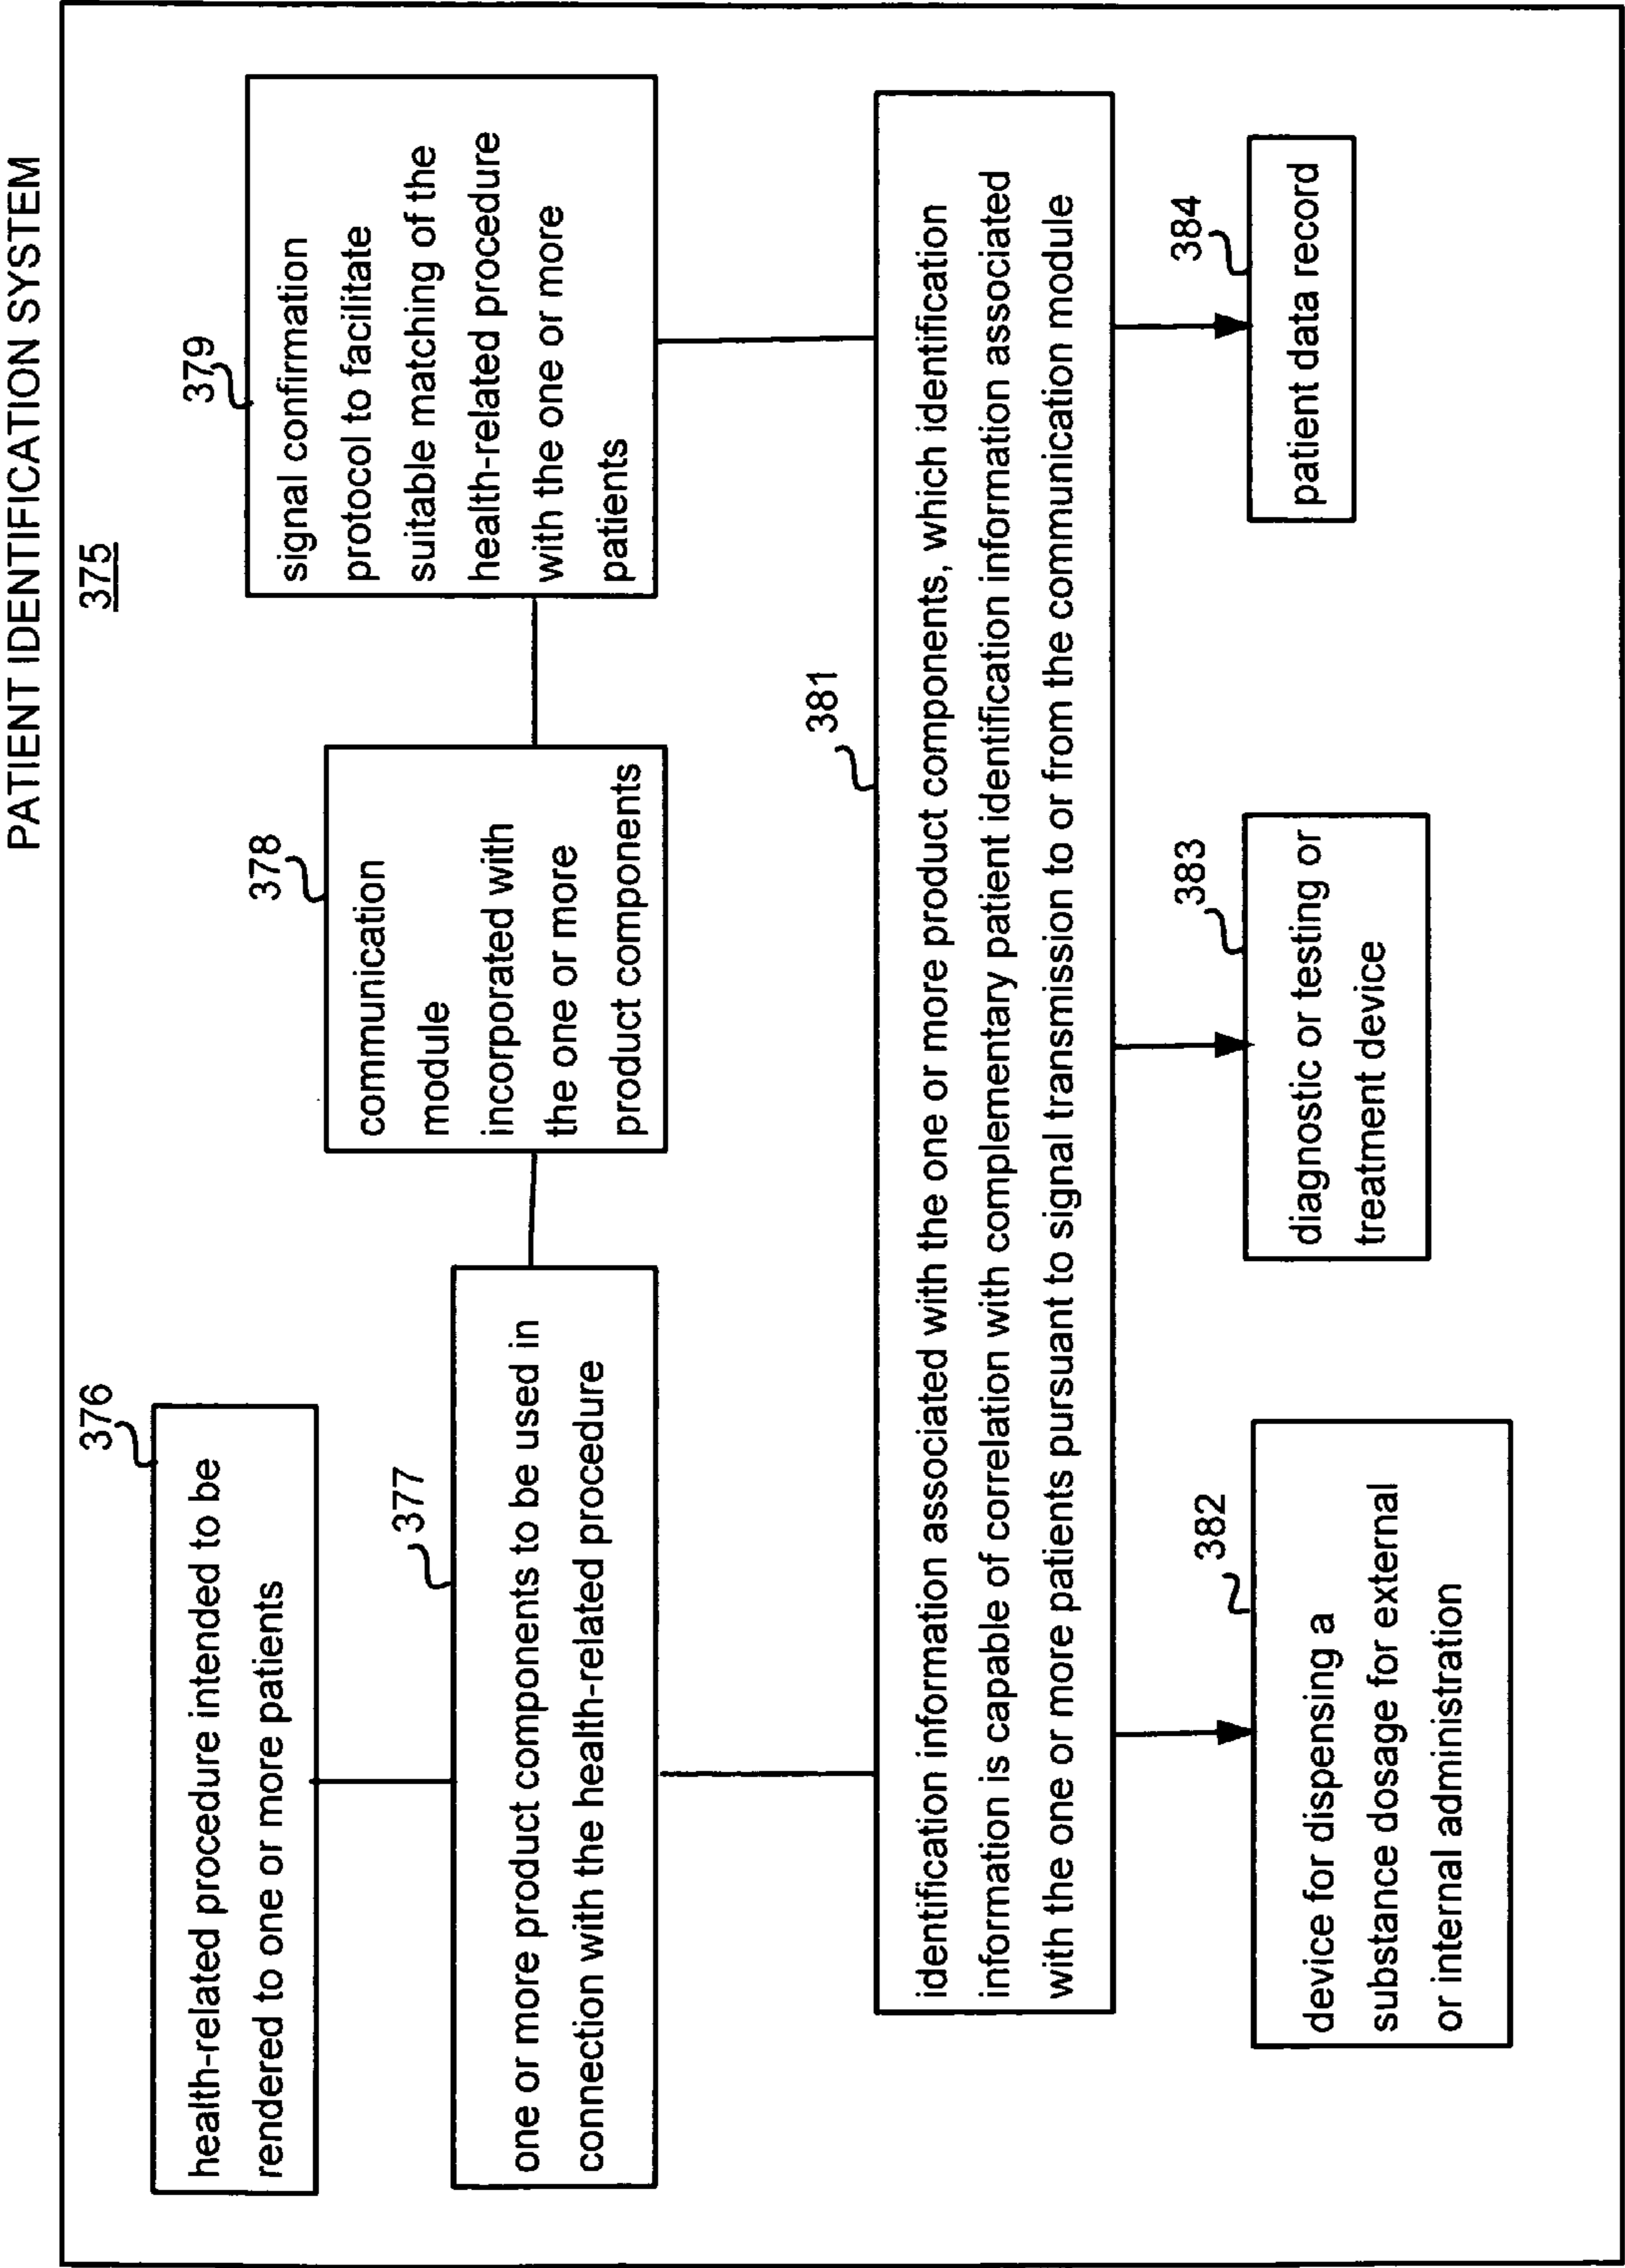 PATIENT IDENTIFICATION SYSTEM
375
376
health-related procedure intended to be
rendered to one or more patients
377
one or more product components to be used in
connection with the health-related procedure
378
communication
module
incorporated with
the one or more
product components
379
signal confirmation
protocol to facilitate
suitable matching of the
health-related procedure
with the one or more
patients
381
identification information associated with the one or more product components, which identification
information is capable of correlation with complementary patient identification information associated
with the one or more patients pursuant to signal transmission to or from the communication module
382
device for dispensing a
substance dosage for external
or internal administration
383
diagnostic or testing or
treatment device
384
patient data record